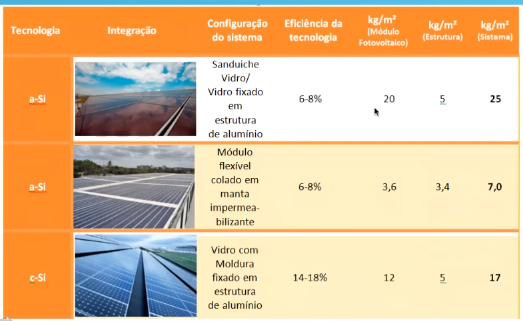 Tecnologia
Integração
Configuração
do sistema
Eficiência da
tecnologia
kg/m²
(Módulo
Fotovoltaico)
kg/m²
(Estrutura)
kg/m²
(Sistama)
a-Si
Sanduiche
Vidro/
Vidro fixado
em
estrutura
de alumínio
6-8%
20
5
25
a-Si
Módulo
flexível
colado em
manta
impermea-
bilizante
6-8%
3,6
3,4
7,0
c-Si
Vidro com
Moldura
fixado em
estrutura
de alumínio
14-18%
12
5
17